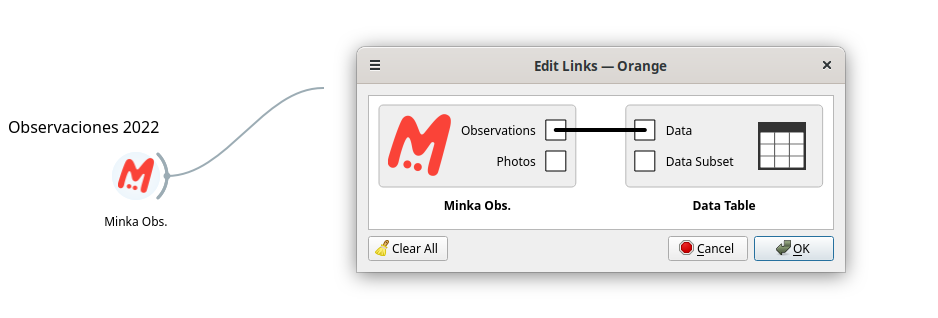 Edit Links — Orange
Observaciones 2022
Minka Obs.
Observations
Photos
Data
Data Subset
Minka Obs.
Data Table
Clear All
Cancel
OK